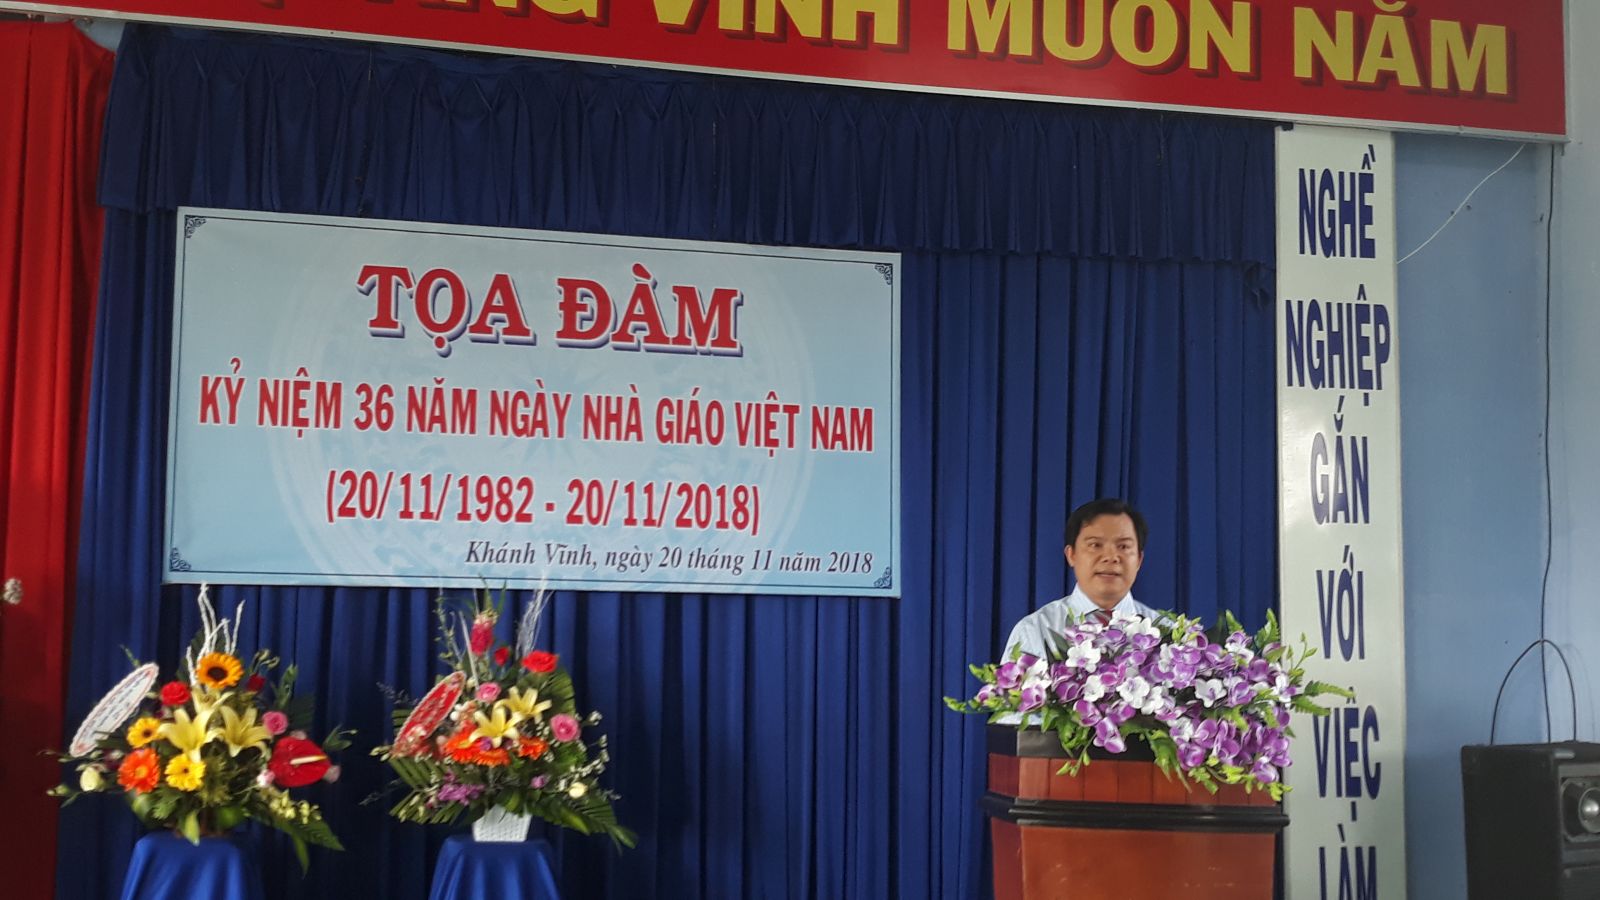 VINH MUÔN NĂM
TỌA ĐÀM
KỶ NIỆM 36 NĂM NGÀY NHÀ GIÁO VIỆT NAM
(20/11/1982 - 20/11/2018)
Khánh Vĩnh, ngày 20 tháng 11 năm 2018
NGHỀ
NGHIỆP
GẮN
VỚI
VIỆC
LÀM